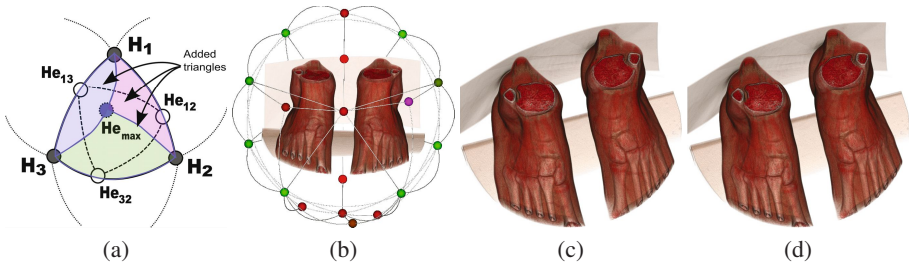 H1
Added
triangles
He13
He12
Hemax
H3
H2
He32
(a)
(b)
(c)
(d)